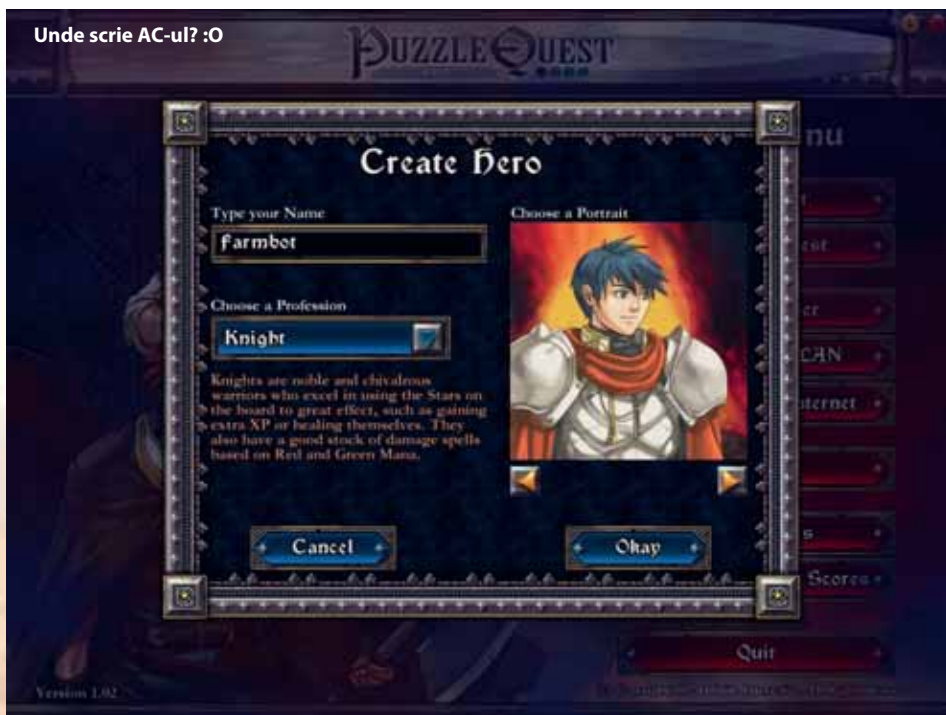 Unde scrie AC-ul? :O
PUZZLE QUEST
nu
Create Hero
Type your Name
Farmbot
Choose a Profession
Knight
Knights are noble and chivalrous
warriors who excel in using the Stars on
the board to great effect, such as gaining
extra XP or healing themselves. They
also have a good stock of damage spells
based on Red and Green Mana.
Choose a Portrait
Cancel
Okay
Scores
Quit
Version 1.02